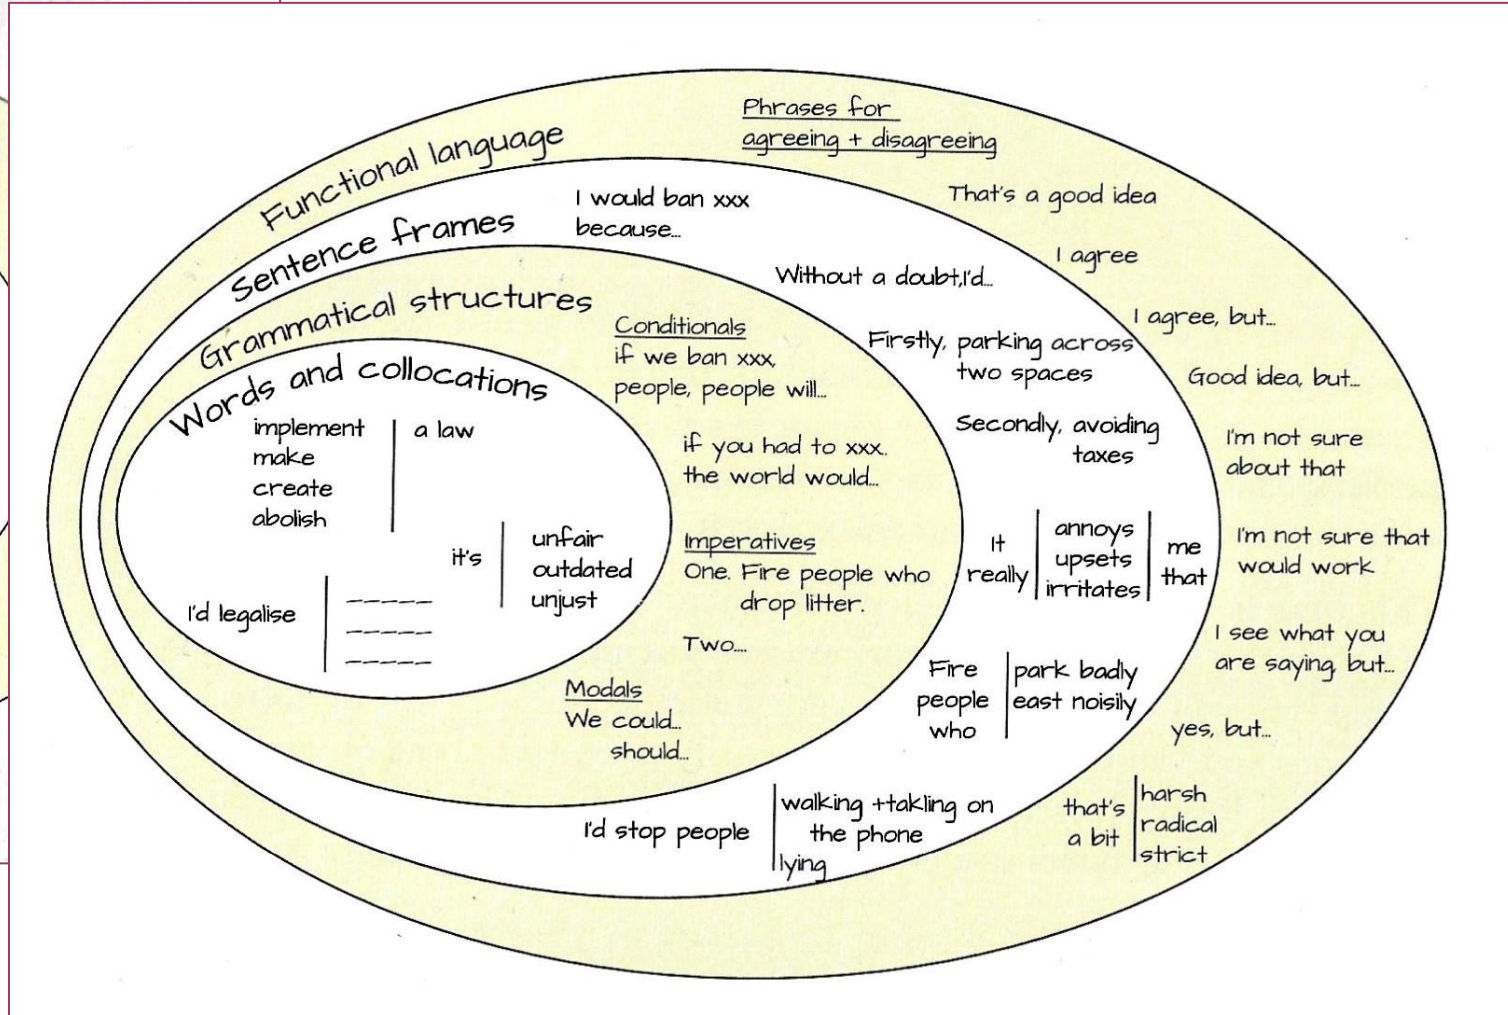 Functional language
Phrases for
agreeing + disagreeing
That's a good idea
I agree
I agree, but...
Good idea, but...
I'm not sure
about that
I'm not sure that
would work
I see what you
are saying, but...
yes, but...
that's
a bit
harsh
radical
strict
Sentence frames
I would ban xxx
because...
Without a doubt,I'd...
Firstly, parking across
two spaces
Secondly, avoiding
taxes
It
really
annoys
upsets
irritates
me
that
Fire
people
who
park badly
east noisily
I'd stop people
walking +takling on
the phone
lying
Grammatical structures
Conditionals
if we ban xxx,
people, people will...
if you had to xxx.
the world would...
Imperatives
One. Fire people who
drop litter.
Two...
Modals
We could...
should...
Words and collocations
implement
make
create
abolish
a law
it's
unfair
outdated
unjust
I'd legalise